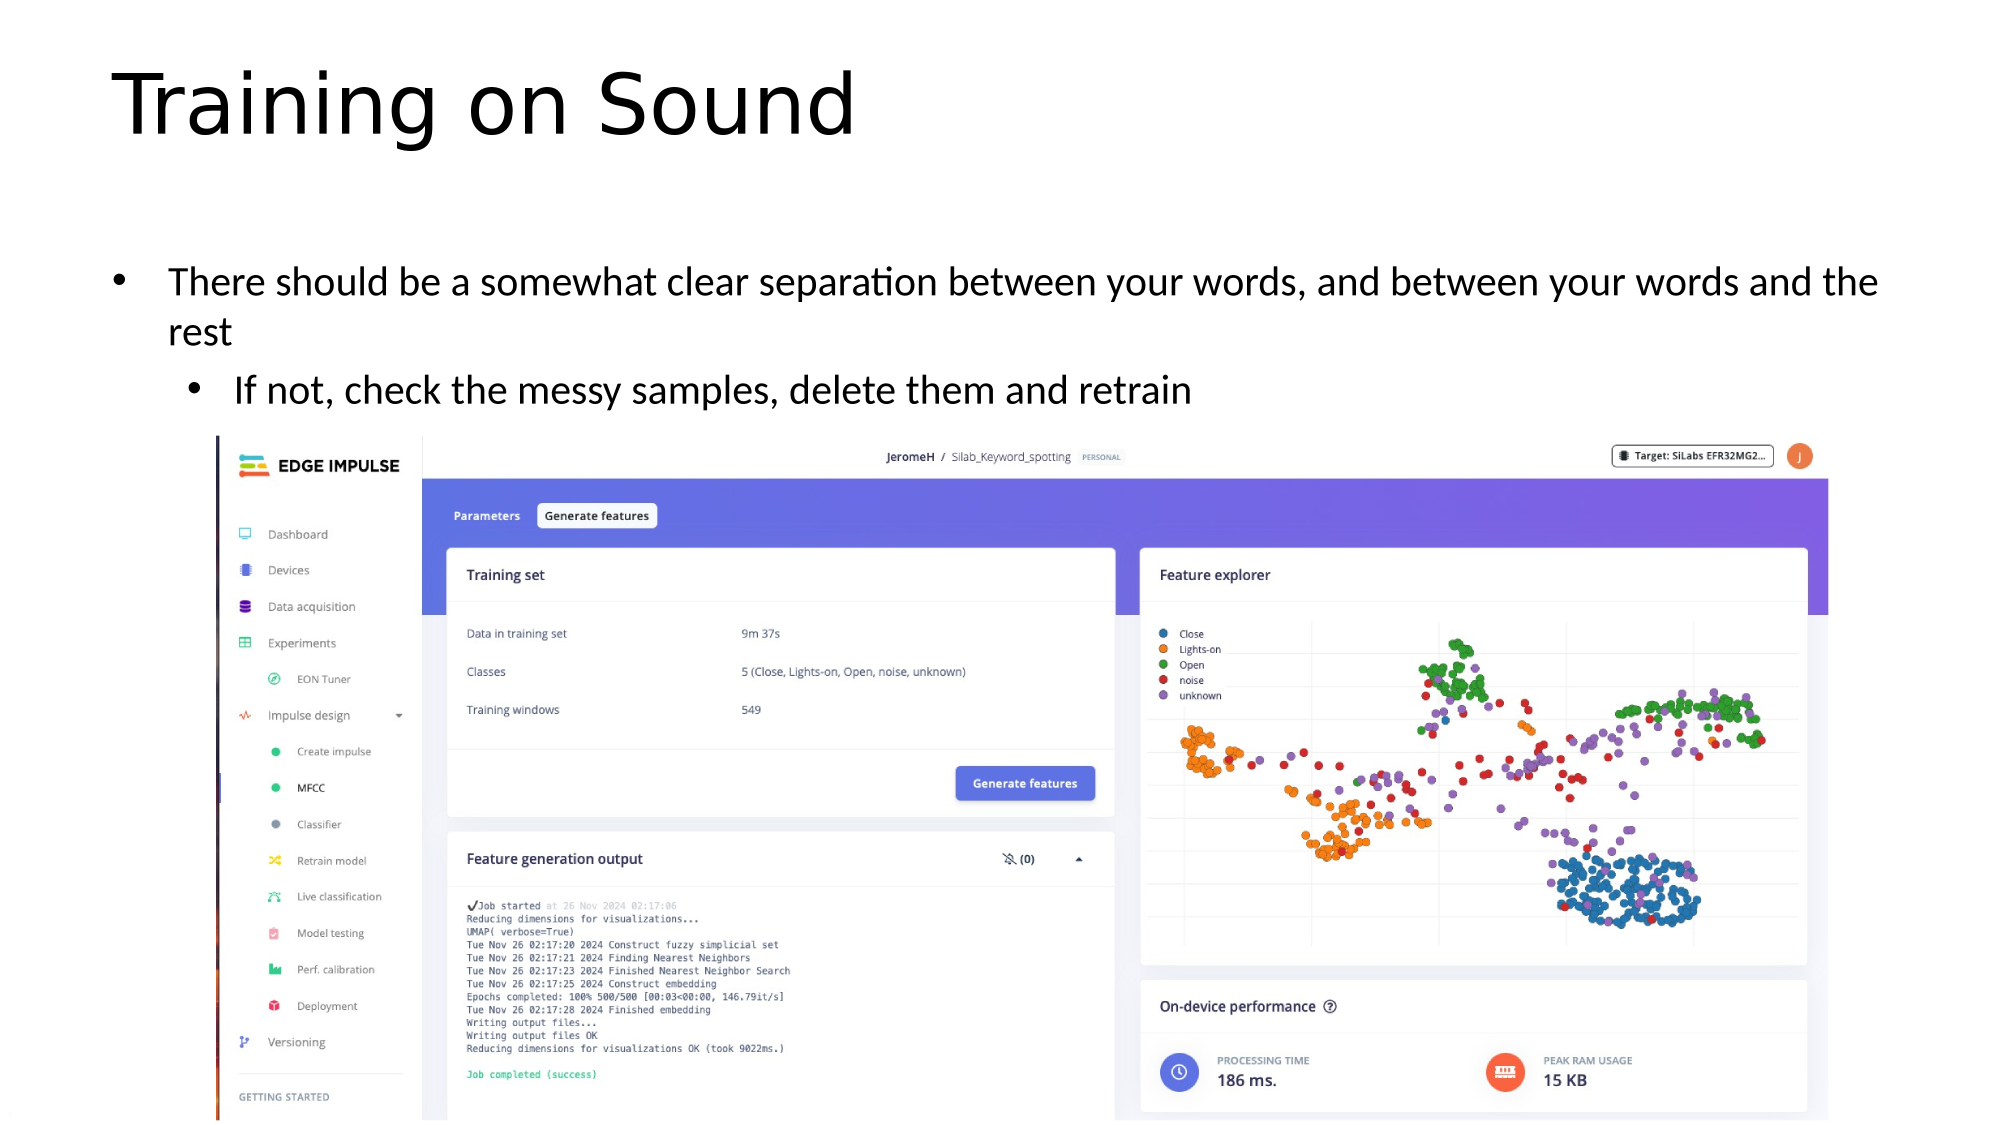 Training on Sound
• There should be a somewhat clear separation between your words, and between your words and the
rest
• If not, check the messy samples, delete them and retrain
EDGE IMPULSE
JeromeH / Silab_Keyword_spotting PERSONAL
Target: SiLabs EFR32MG2...
J
Dashboard
Devices
Data acquisition
Experiments
EON Tuner
Impulse design
Create impulse
MFCC
Classifier
Retrain model
Live classification
Model testing
Perf. calibration
Deployment
Versioning
GETTING STARTED
Parameters Generate features
Training set
Data in training set 9m 37s
Classes 5 (Close, Lights-on, Open, noise, unknown)
Training windows 549
Generate features
Feature generation output (0)
✔Job started at 26 Nov 2024 02:17:06
Reducing dimensions for visualizations...
UMAP( verbose=True)
Tue Nov 26 02:17:20 2024 Construct fuzzy simplicial set
Tue Nov 26 02:17:21 2024 Finding Nearest Neighbors
Tue Nov 26 02:17:23 2024 Finished Nearest Neighbor Search
Tue Nov 26 02:17:25 2024 Construct embedding
Epochs completed: 100% 500/500 [00:03<00:00, 146.79it/s]
Tue Nov 26 02:17:28 2024 Finished embedding
Writing output files...
Writing output files OK
Reducing dimensions for visualizations OK (took 9022ms.)
Job completed (success)
Feature explorer
Close
Lights-on
Open
noise
unknown
On-device performance
PROCESSING TIME
186 ms.
PEAK RAM USAGE
15 KB